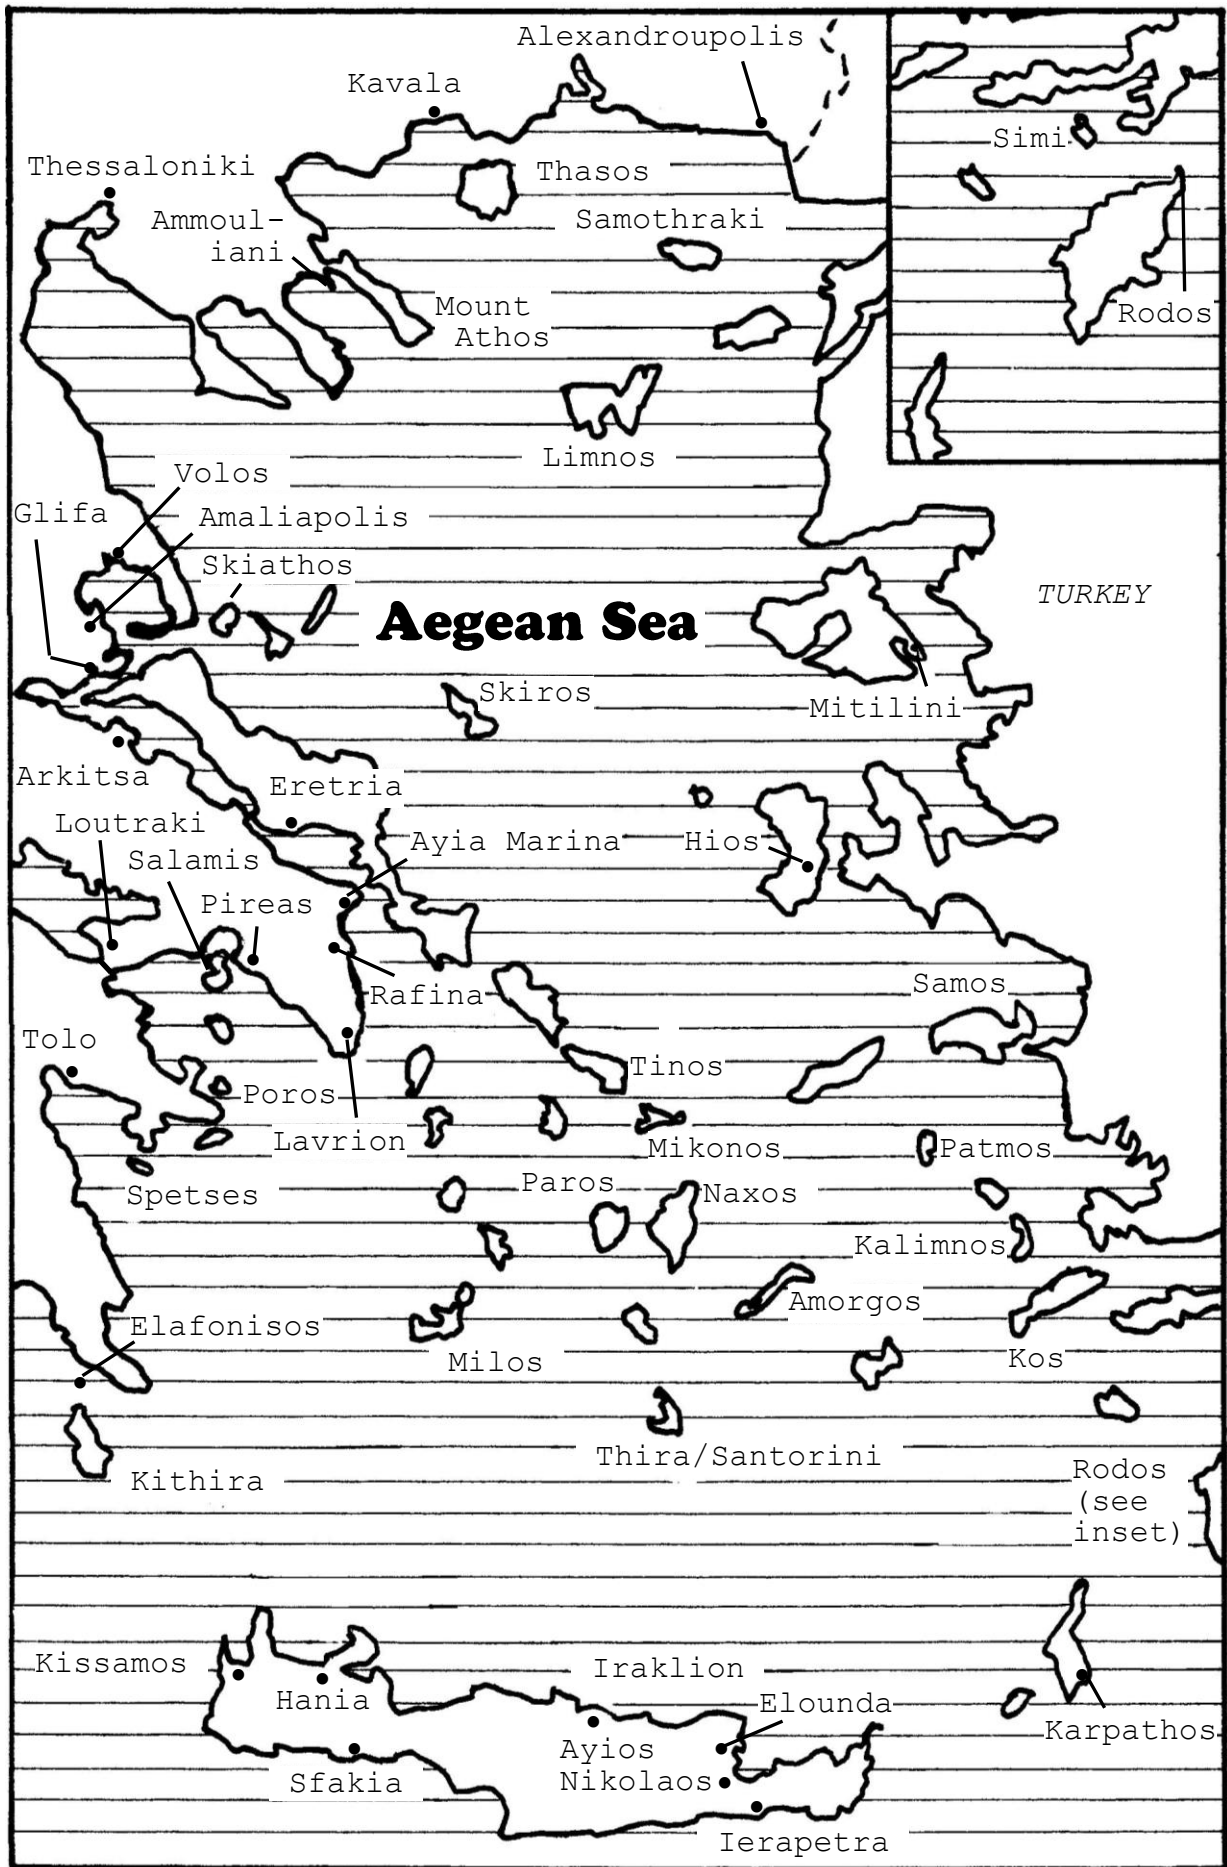 Alexandroupolis
Kavala
Simi
Thessaloniki
Thasos
Ammoul-
iani
Samothraki
Mount
Athos
Rodos
Limnos
Volos
Glifa
Amaliapolis
Skiathos
TURKEY
Aegean Sea
Skiros
Mitilini
Arkitsa
Eretria
Loutraki
Ayia Marina
Hios
Salamis
Pireas
Samos
Rafina
Tolo
Tinos
Poros
Lavrion
Mikonos
Patmos
Spetses
Paros
Naxos
Kalimnos
Amorgos
Elafonisos
Milos
Kos
Thira/Santorini
Kithira
Rodos
(see
inset)
Kissamos
Iraklion
Hania
Elounda
Karpathos
Ayios
Nikolaos
Sfakia
Ierapetra